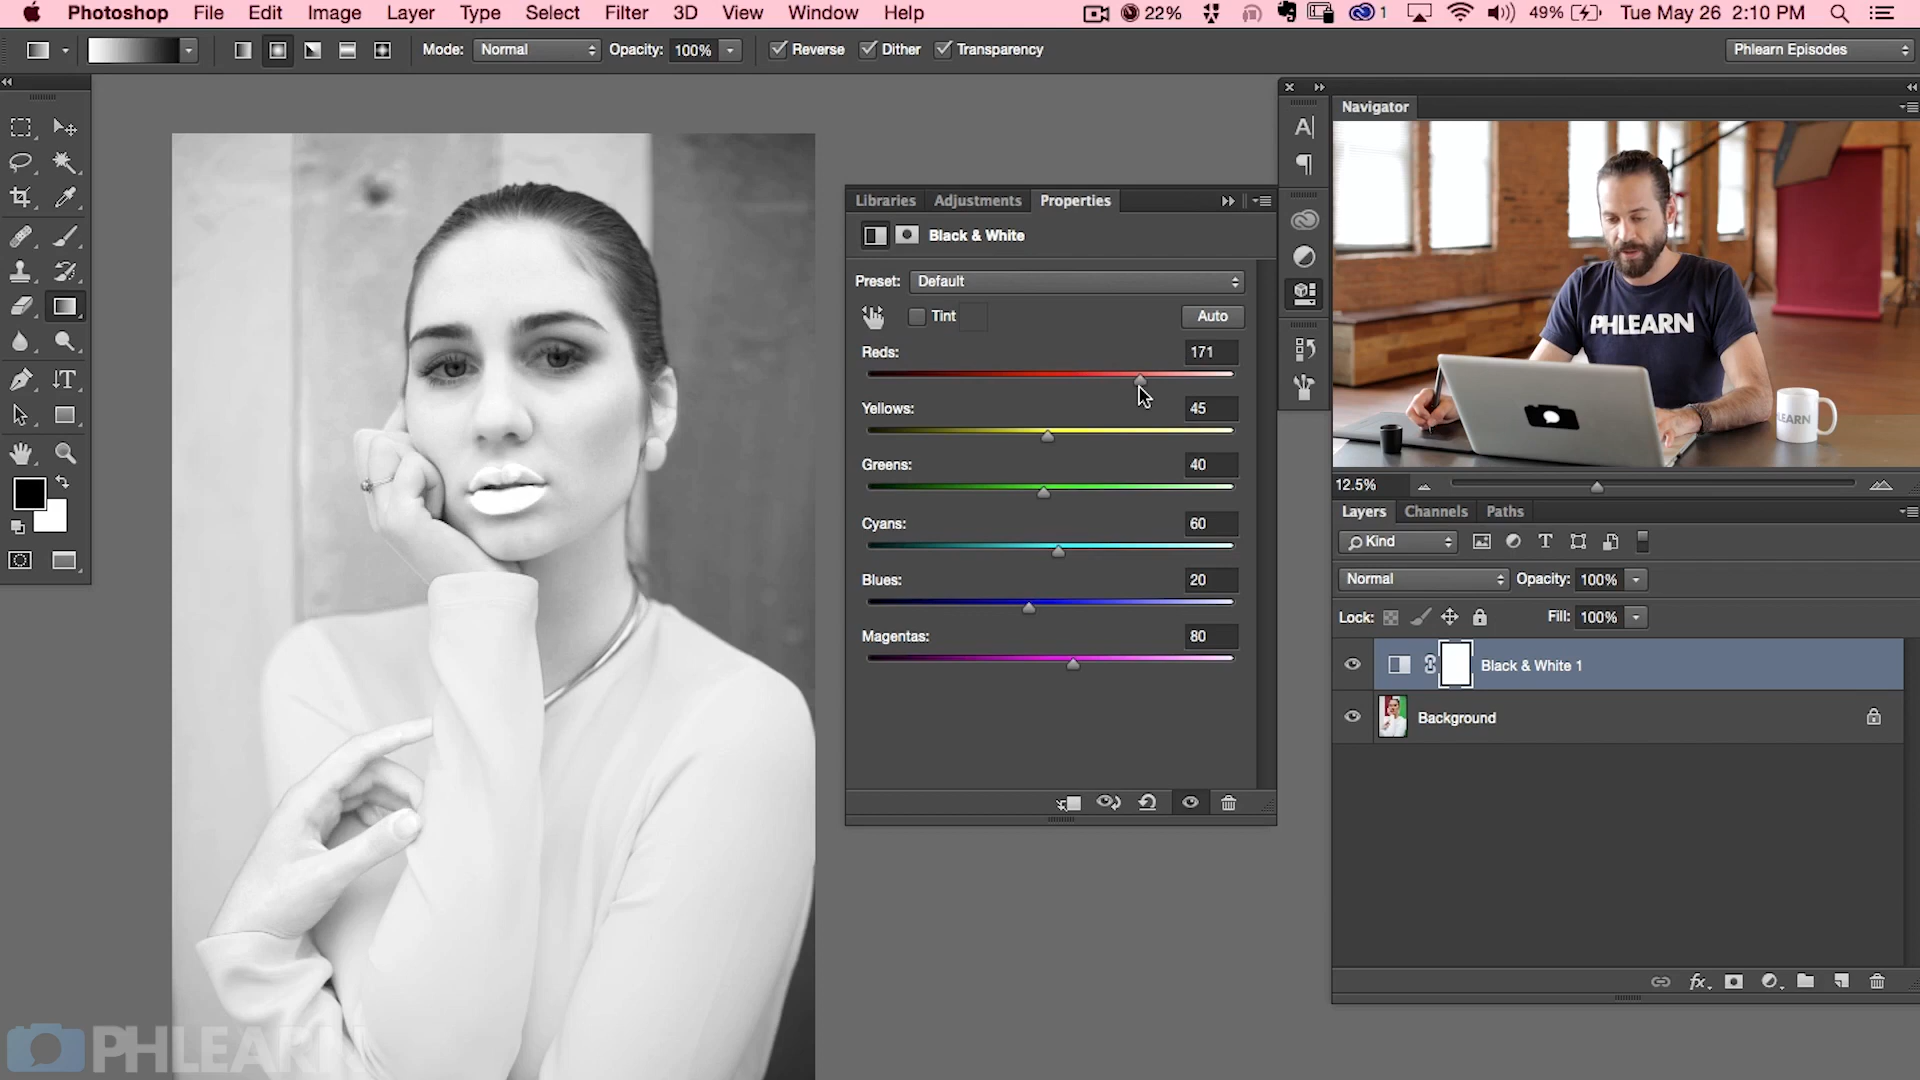 Photoshop File Edit Image Layer Type Select Filter 3D View Window Help 22% 1 49% Tue May 26 2:10 PM
Mode: Normal Opacity: 100% Reverse Dither Transparency Phlearn Episodes
Navigator
Libraries Adjustments Properties
Black & White
Preset: Default
Tint Auto
Reds: 171
Yellows: 45
Greens: 40
Cyans: 60
Blues: 20
Magentas: 80
PHLEARN
LEARN
12.5%
Layers Channels Paths
Kind
Normal Opacity: 100%
Lock: Fill: 100%
Black & White 1
Background
PHLEARN